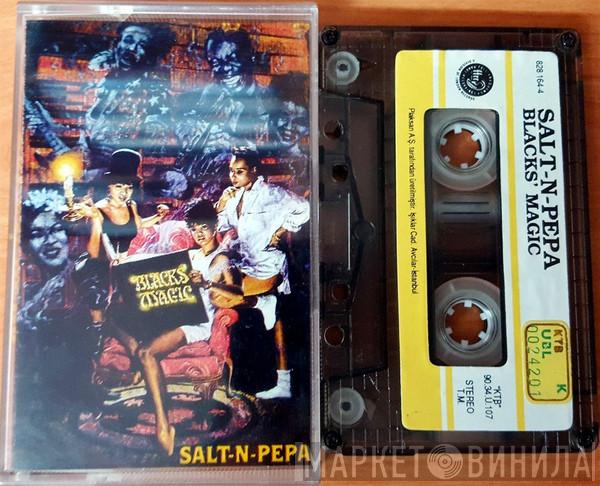 BLACKS'
MAGIC
SALT-N-PEPA
828 164-4
SALT-N-PEPA
BLACKS' MAGIC
Plaksan A.Ş. tarafından üretilmiştir. Işıklar Cad. Avcılar-İstanbul
KTB
UBL K
0024201
"KTB"
90.34.Ü.107
STEREO
T.M.
МАРКЕТ ВИНИЛА